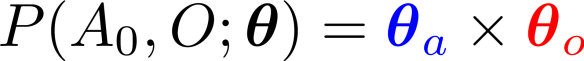 P(A₀, O; θ) = θₐ × θₒ